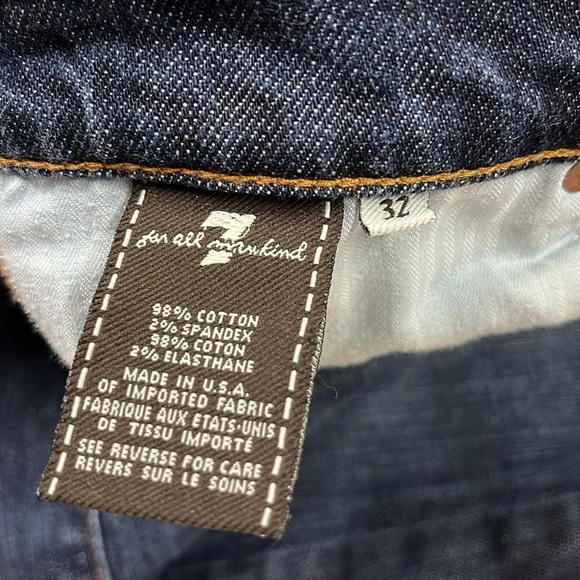 7
for all mankind
32
98% COTTON
2% SPANDEX
98% COTON
2% ELASTHANE
MADE IN U.S.A.
OF IMPORTED FABRIC
FABRIQUE AUX ETATS-UNIS
DE TISSU IMPORTÉ
SEE REVERSE FOR CARE
REVERS SUR LE SOINS